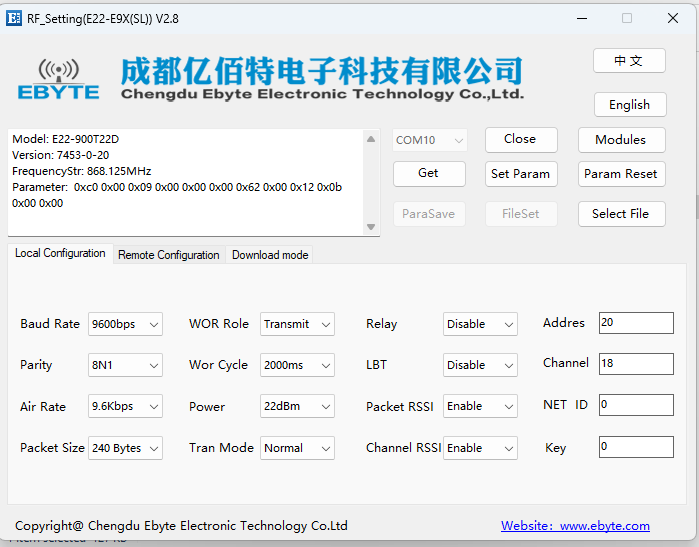 RF_Setting(E22-E9X(SL)) V2.8
EBYTE
成都亿佰特电子科技有限公司
Chengdu Ebyte Electronic Technology Co.,Ltd.
中 文
English
Model: E22-900T22D
Version: 7453-0-20
FrequencyStr: 868.125MHz
Parameter: 0xc0 0x00 0x09 0x00 0x00 0x00 0x62 0x00 0x12 0x0b
0x00 0x00
COM10 Close Modules
Get Set Param Param Reset
ParaSave FileSet Select File
Local Configuration Remote Configuration Download mode
Baud Rate 9600bps WOR Role Transmit Relay Disable Addres 20
Parity 8N1 Wor Cycle 2000ms LBT Disable Channel 18
Air Rate 9.6Kbps Power 22dBm Packet RSSI Enable NET ID 0
Packet Size 240 Bytes Tran Mode Normal Channel RSSI Enable Key 0
Copyright@ Chengdu Ebyte Electronic Technology Co.Ltd Website: www.ebyte.com